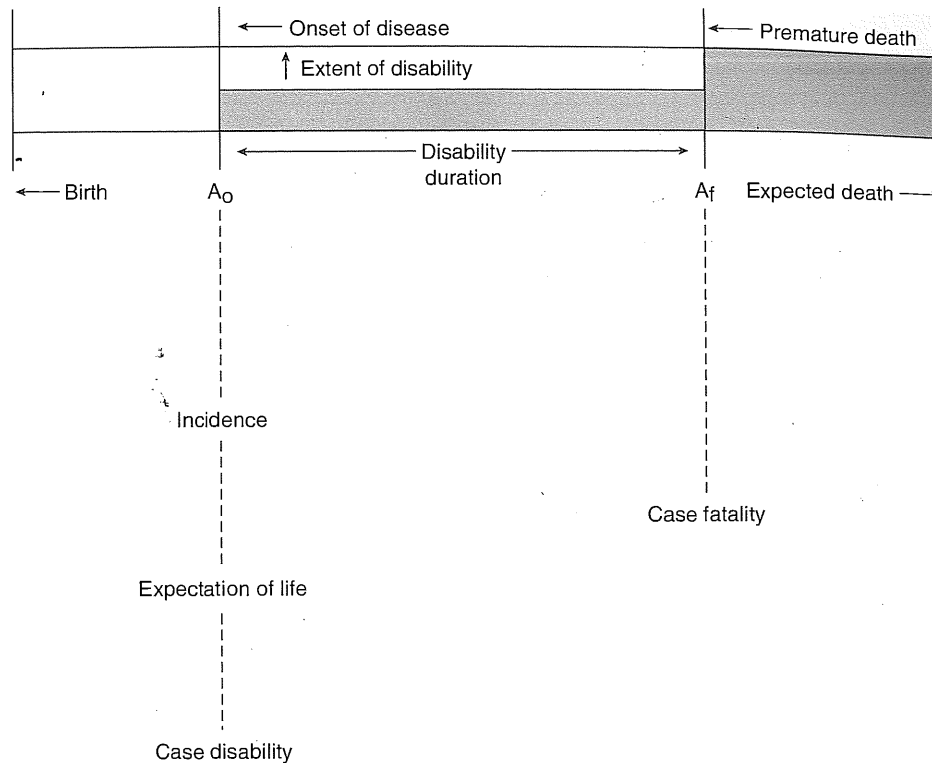 ← Onset of disease
← Premature death
↑ Extent of disability
← Disability →
duration
← Birth
Ao
Af
Expected death
Incidence
Case fatality
Expectation of life
Case disability